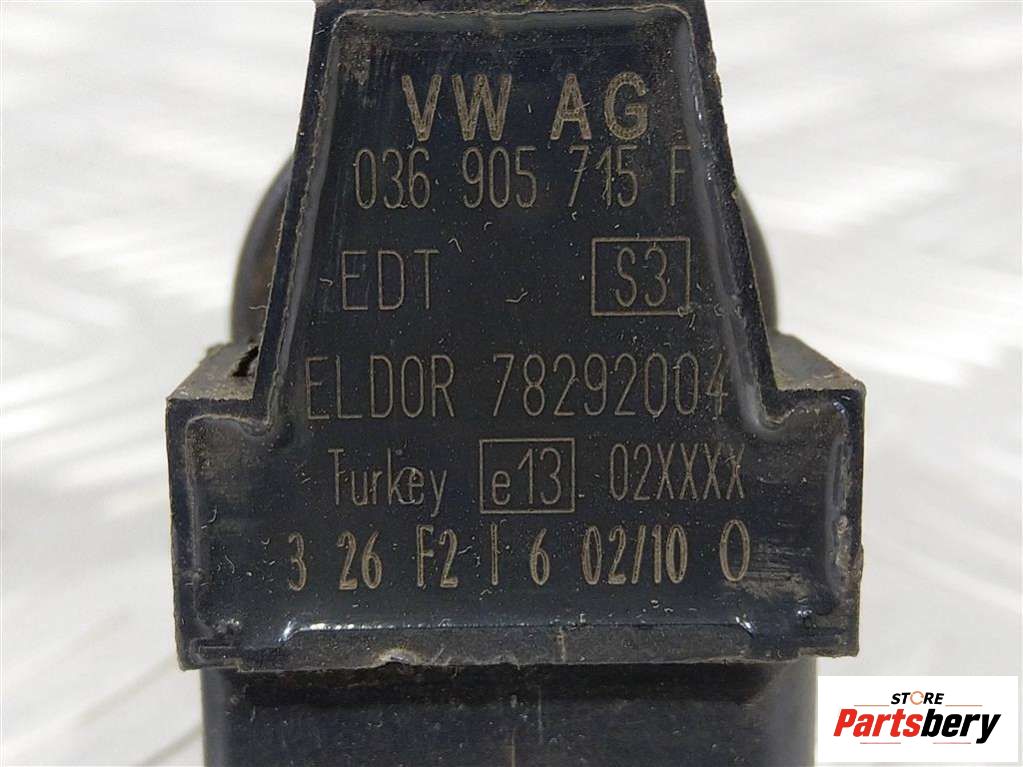 VW AG
036 905 715 F
EDT S3
ELDOR 78292004
Turkey e13 02XXXX
3 26 F2 I 6 02/10 0
STORE
Partsbery